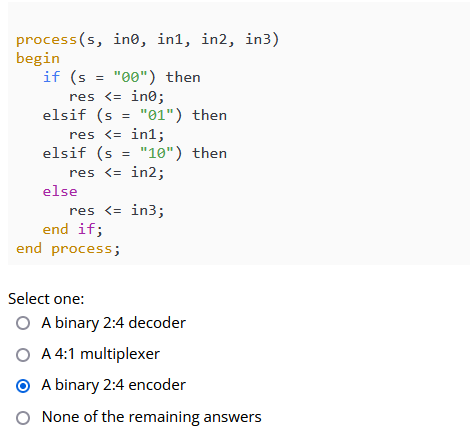 process(s, in0, in1, in2, in3)
begin
   if (s = "00") then
      res <= in0;
   elsif (s = "01") then
      res <= in1;
   elsif (s = "10") then
      res <= in2;
   else
      res <= in3;
   end if;
end process;
Select one:
A binary 2:4 decoder
A 4:1 multiplexer
A binary 2:4 encoder
None of the remaining answers